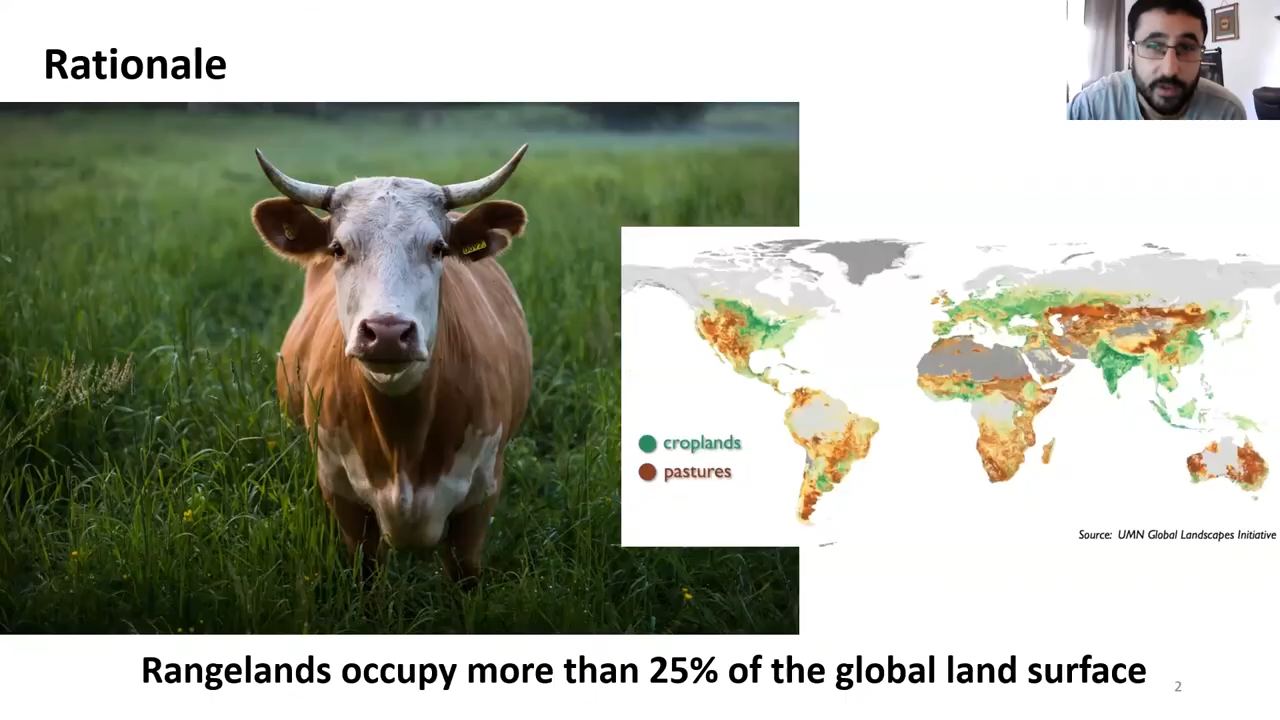 Rationale
croplands
pastures
Source: UMN Global Landscapes Initiative
Rangelands occupy more than 25% of the global land surface
2